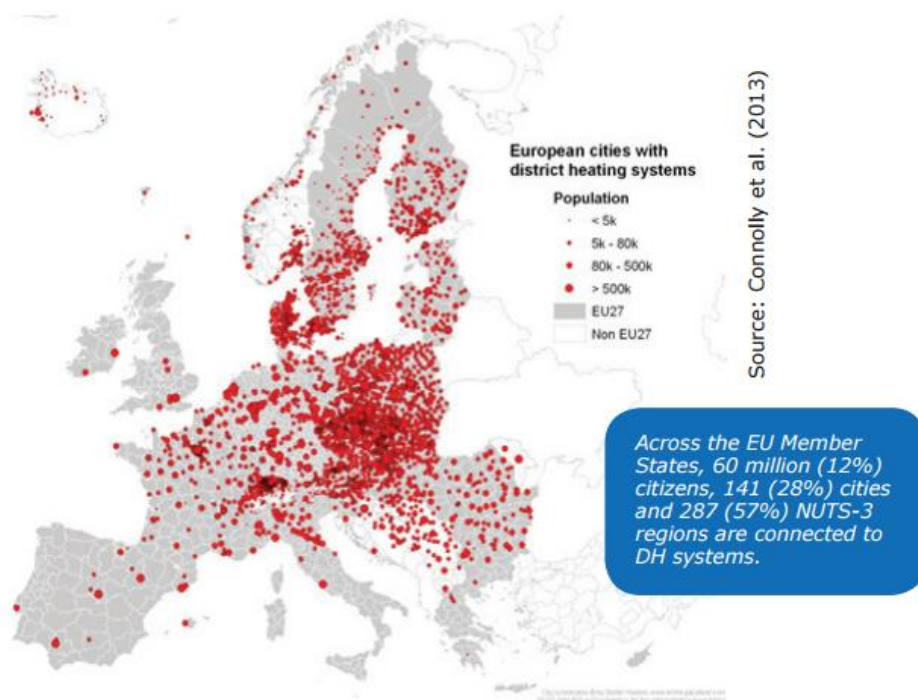 European cities with
district heating systems
Population
< 5k
5k - 80k
80k - 500k
> 500k
EU27
Non EU27
Source: Connolly et al. (2013)
Across the EU Member
States, 60 million (12%)
citizens, 141 (28%) cities
and 287 (57%) NUTS-3
regions are connected to
DH systems.